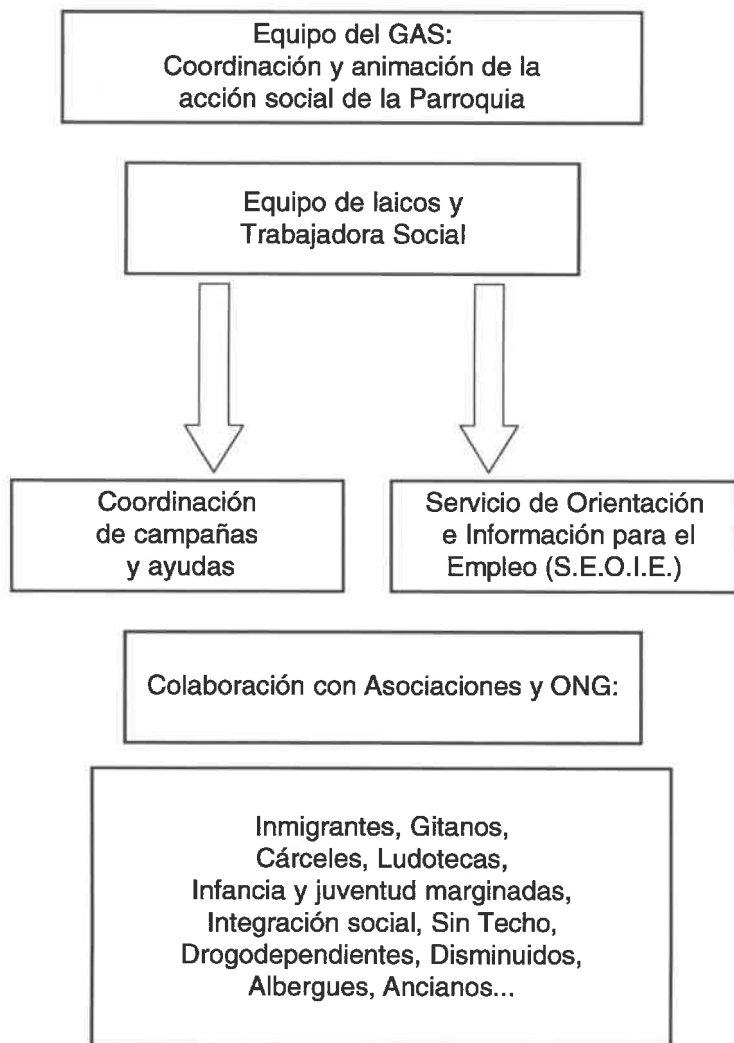 Equipo del GAS:
Coordinación y animación de la
acción social de la Parroquia
Equipo de laicos y
Trabajadora Social
Coordinación
de campañas
y ayudas
Servicio de Orientación
e Información para el
Empleo (S.E.O.I.E.)
Colaboración con Asociaciones y ONG:
Inmigrantes, Gitanos,
Cárceles, Ludotecas,
Infancia y juventud marginadas,
Integración social, Sin Techo,
Drogodependientes, Disminuidos,
Albergues, Ancianos...